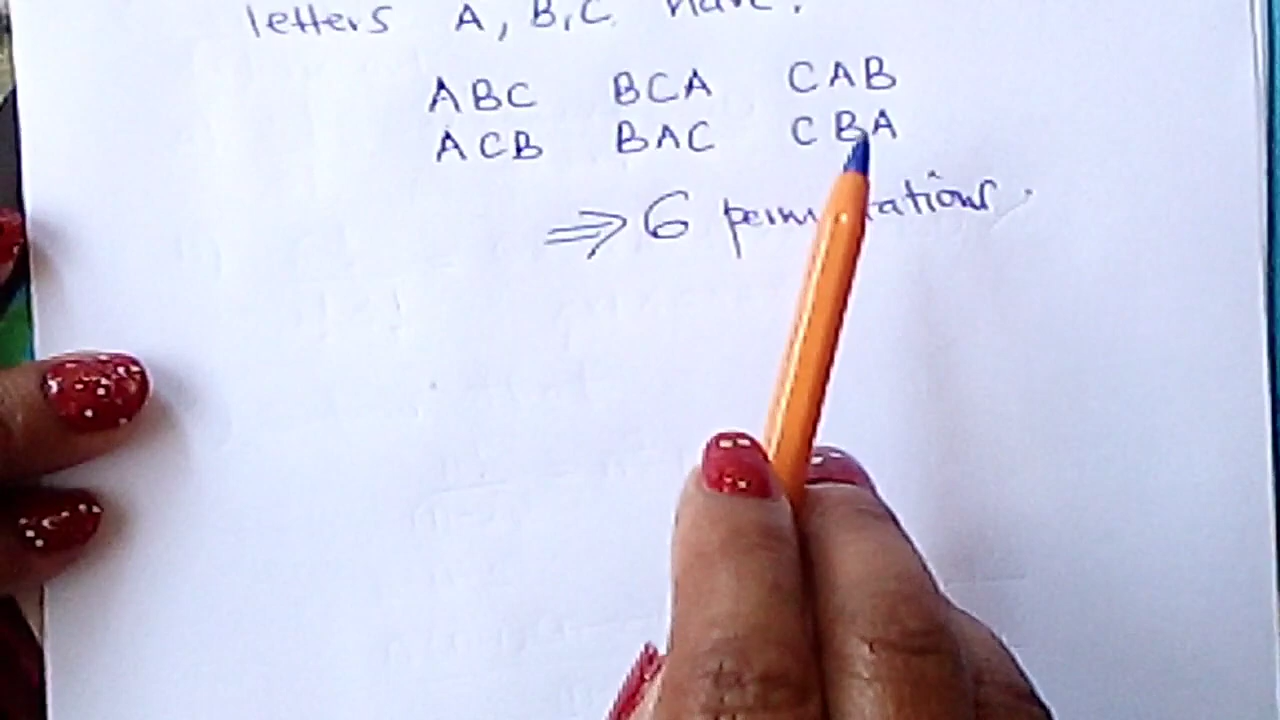 letters A, B, C have?
ABC BCA CAB
ACB BAC CBA
⇒ 6 permutations.